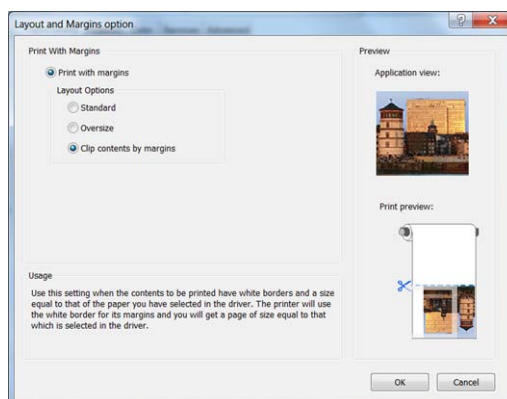 Layout and Margins option
Print With Margins
Print with margins
Layout Options
Standard
Oversize
Clip contents by margins
Usage
Use this setting when the contents to be printed have white borders and a size
equal to that of the paper you have selected in the driver. The printer will use
the white border for its margins and you will get a page of size equal to that
which is selected in the driver.
Preview
Application view:
Print preview:
OK
Cancel